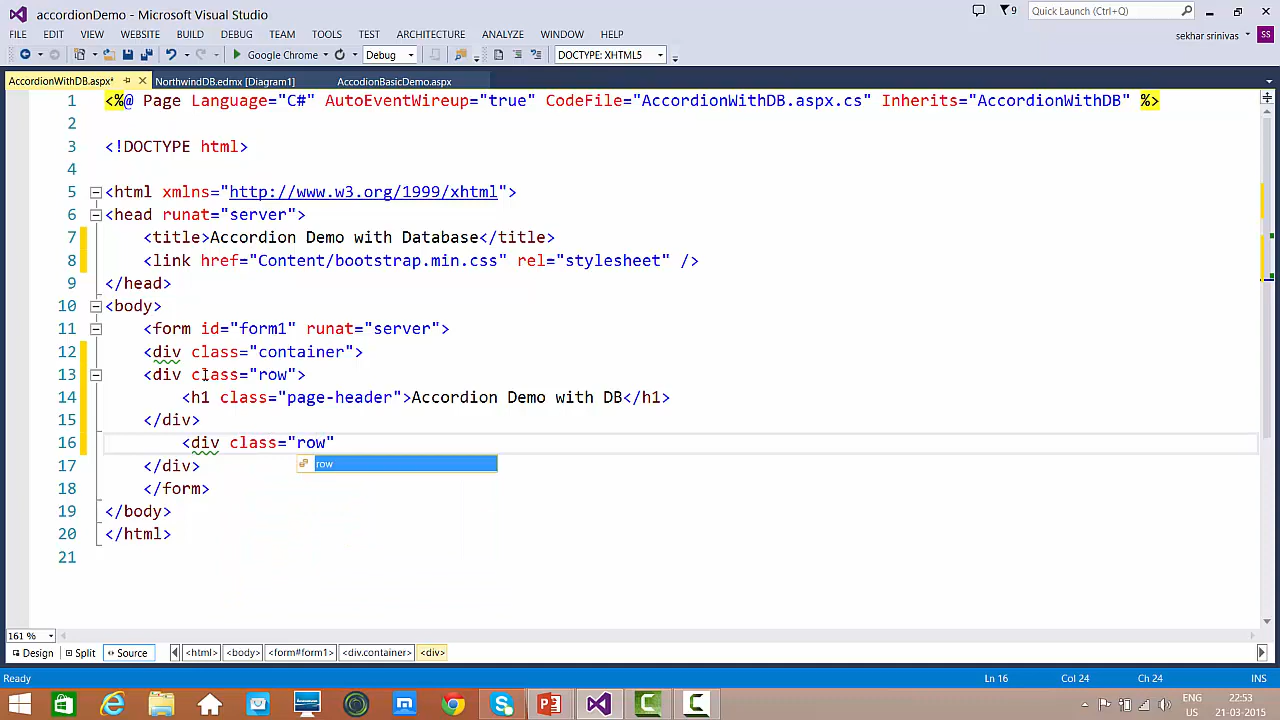 accordionDemo - Microsoft Visual Studio
9
Quick Launch (Ctrl+Q)
FILE EDIT VIEW WEBSITE BUILD DEBUG TEAM TOOLS TEST ARCHITECTURE ANALYZE WINDOW HELP
sekhar srinivas
SS
Google Chrome
Debug
DOCTYPE: XHTML5
AccordionWithDB.aspx*
NorthwindDB.edmx [Diagram1]
AccodionBasicDemo.aspx
1 <%@ Page Language="C#" AutoEventWireup="true" CodeFile="AccordionWithDB.aspx.cs" Inherits="AccordionWithDB" %>
2
3 <!DOCTYPE html>
4
5 <html xmlns="http://www.w3.org/1999/xhtml">
6 <head runat="server">
7 <title>Accordion Demo with Database</title>
8 <link href="Content/bootstrap.min.css" rel="stylesheet" />
9 </head>
10 <body>
11 <form id="form1" runat="server">
12 <div class="container">
13 <div class="row">
14 <h1 class="page-header">Accordion Demo with DB</h1>
15 </div>
16 <div class="row"
row
17 </div>
18 </form>
19 </body>
20 </html>
21
161 %
Design Split Source <html> <body> <form#form1> <div.container> <div>
Ready Ln 16 Col 24 Ch 24 INS
ENG 22:53
US 21-03-2015